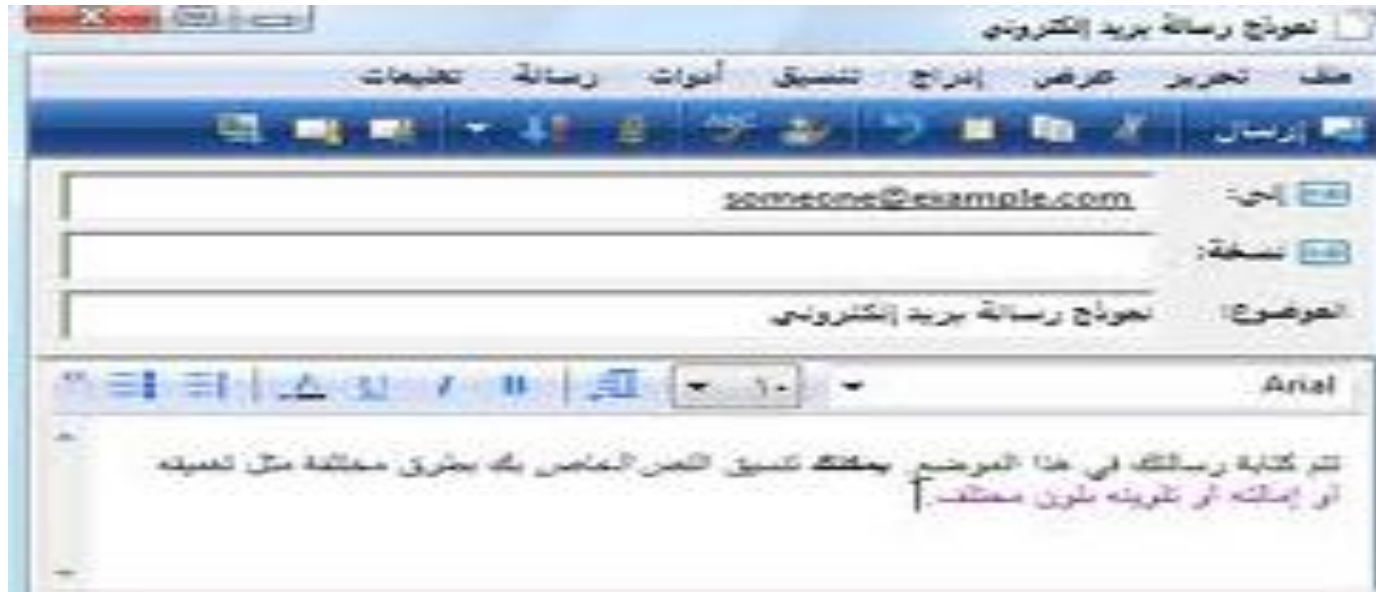 نموذج رسالة بريد إلكتروني
ملف تحرير عرض إدراج تنسيق أدوات رسالة تعليمات
إرسال
إلى: someone@example.com
نسخة:
الموضوع: نموذج رسالة بريد إلكتروني
Arial ١٠
تتم كتابة رسالتك في هذا الموضع. يمكنك تنسيق النص الخاص بك بطرق مختلفة مثل تغميقه
أو إمالته أو تلوينه بلون مختلف.